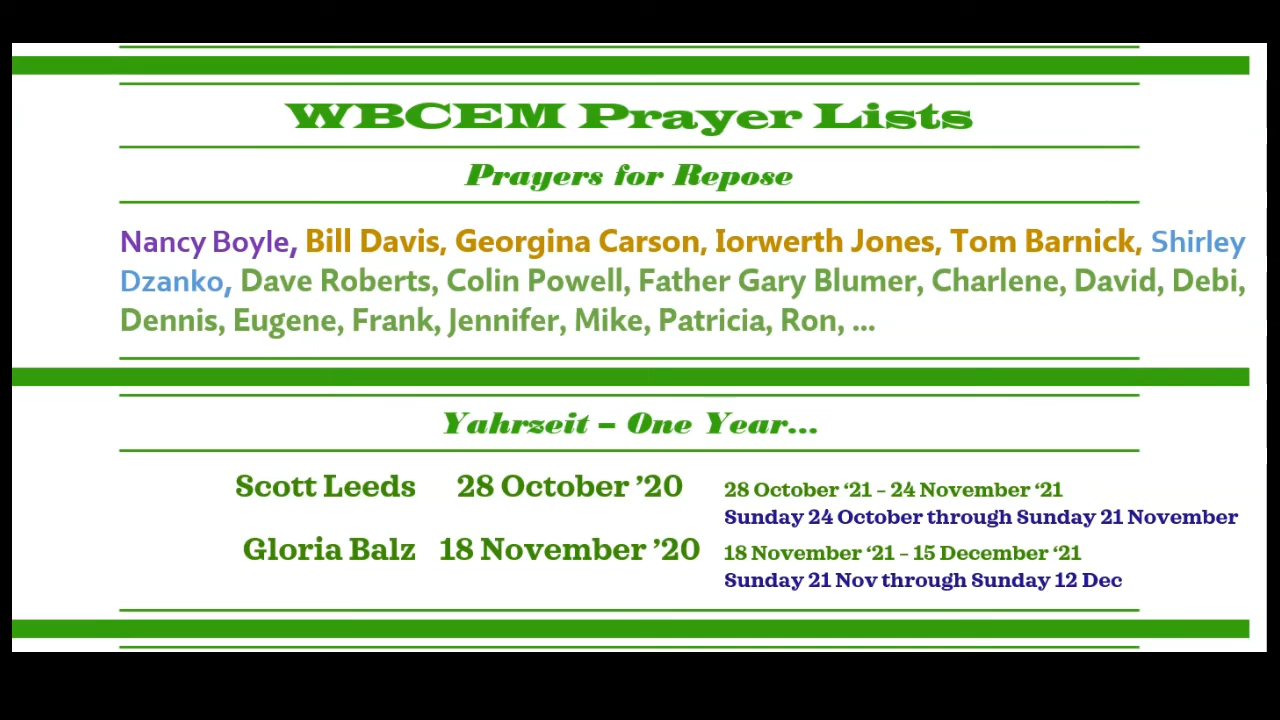 WBCEM Prayer Lists
Prayers for Repose
Nancy Boyle, Bill Davis, Georgina Carson, Iorwerth Jones, Tom Barnick, Shirley
Dzanko, Dave Roberts, Colin Powell, Father Gary Blumer, Charlene, David, Debi,
Dennis, Eugene, Frank, Jennifer, Mike, Patricia, Ron, ...
Yahrzeit – One Year...
Scott Leeds 28 October ’20 28 October ‘21 – 24 November ‘21
Sunday 24 October through Sunday 21 November
Gloria Balz 18 November ’20 18 November ‘21 – 15 December ‘21
Sunday 21 Nov through Sunday 12 Dec